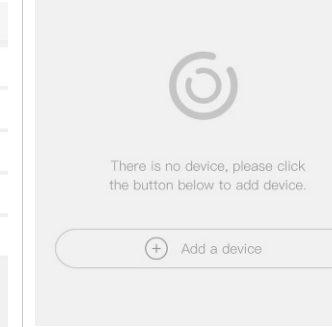 There is no device, please click
the button below to add device.
Add a device